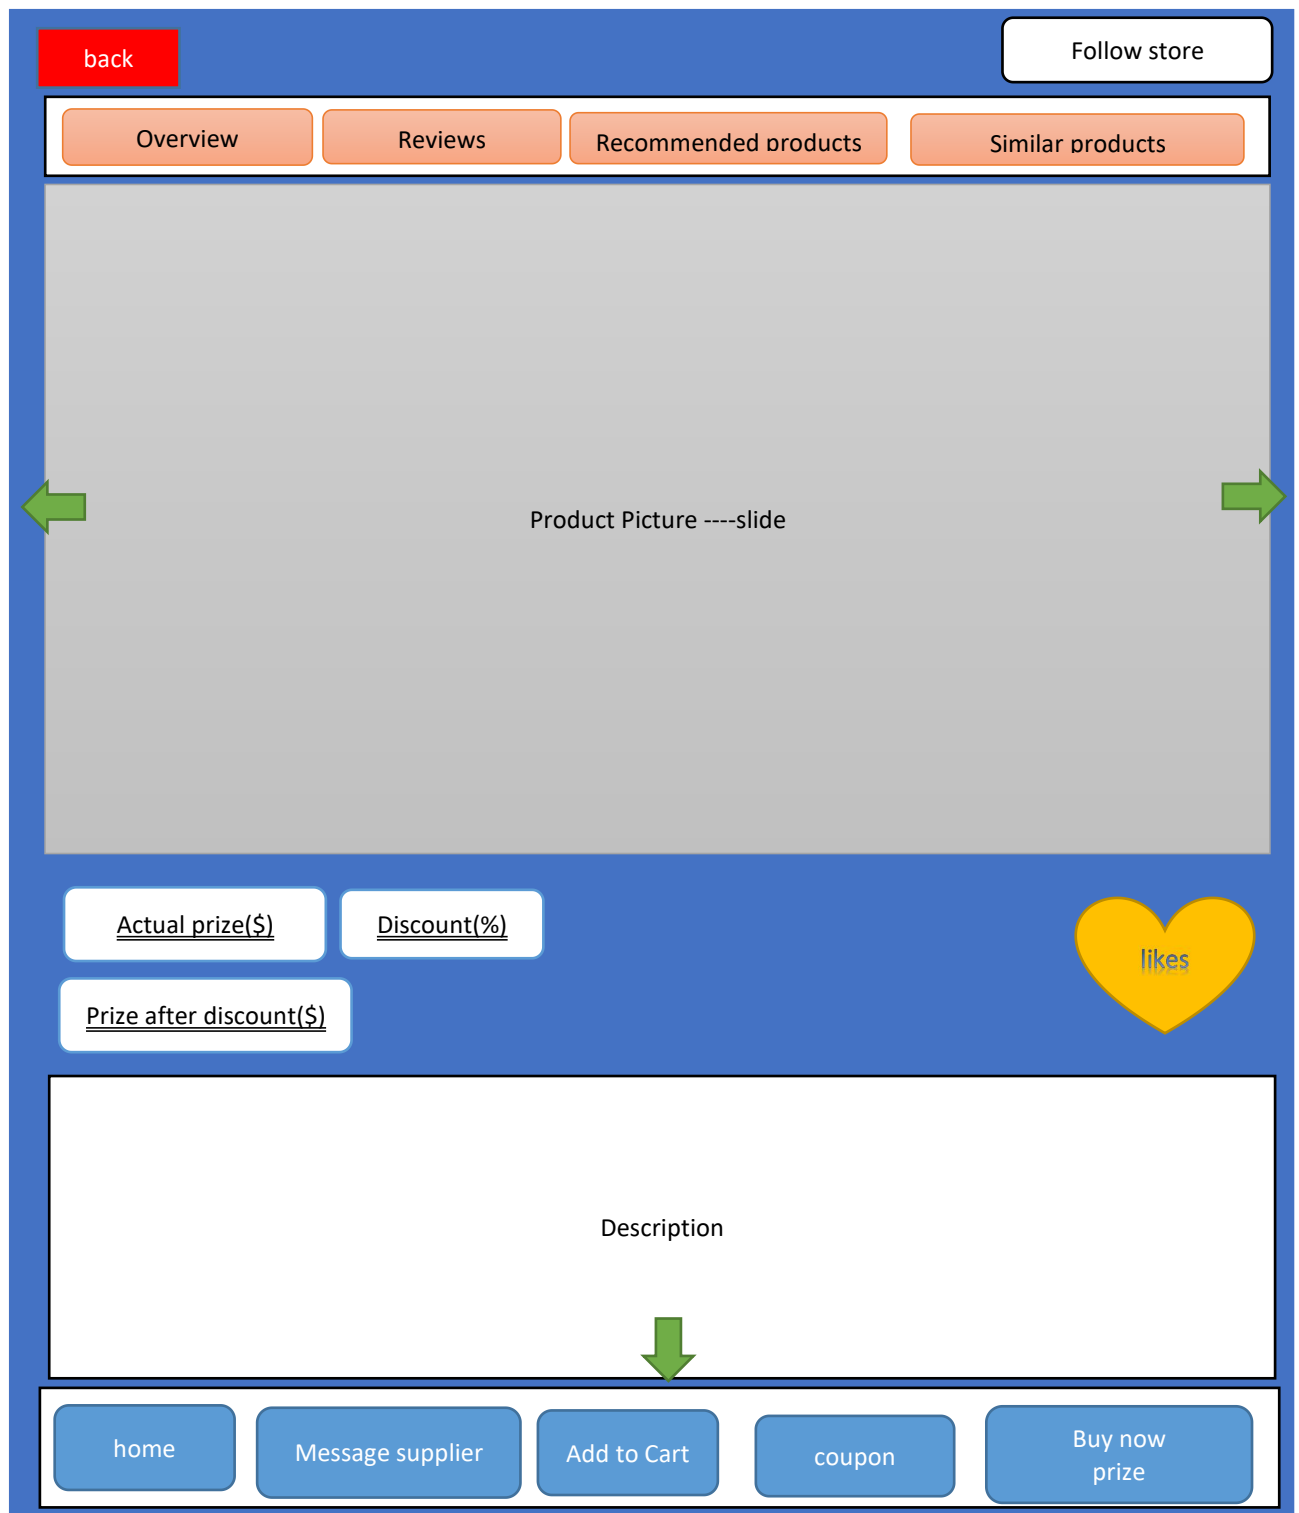 back
Follow store
Overview
Reviews
Recommended products
Similar products
Product Picture ----slide
Actual prize($)
Discount(%)
likes
Prize after discount($)
Description
home
Message supplier
Add to Cart
coupon
Buy now
prize